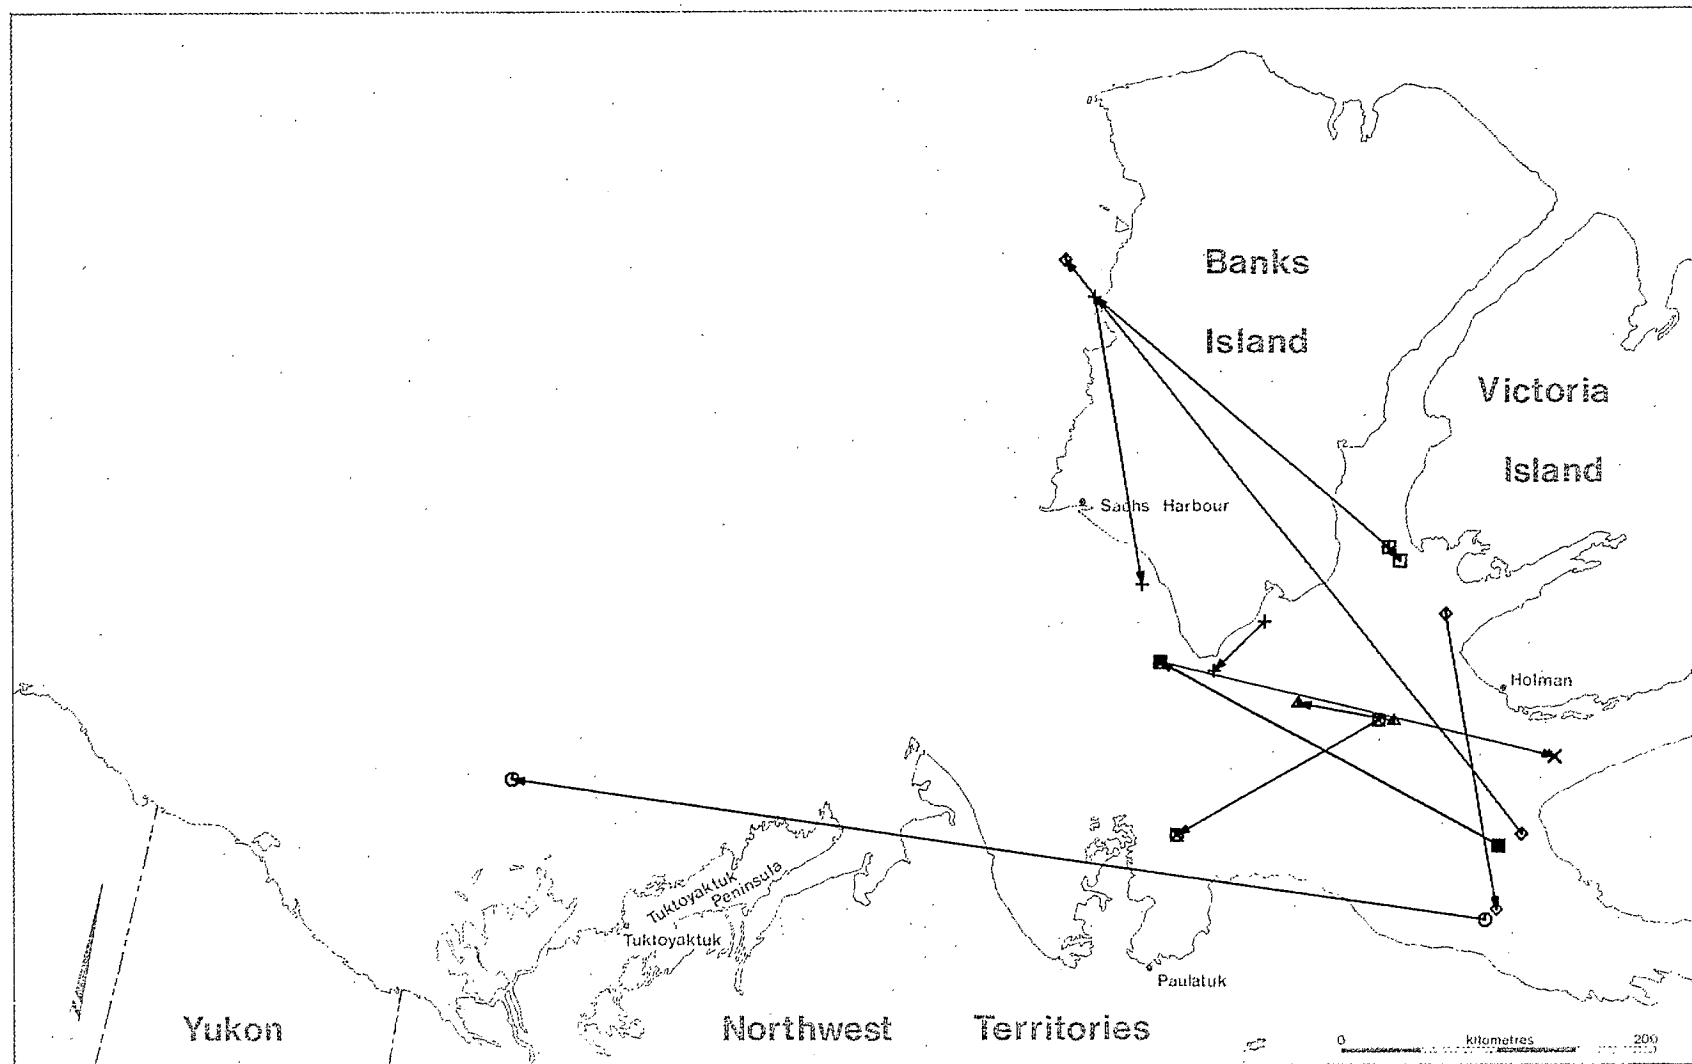 Banks
Island
Victoria
Island
Sachs Harbour
Holman
Tuktoyaktuk
Peninsula
Tuktoyaktuk
Paulatuk
Yukon
Northwest Territories
0 kilometres 200